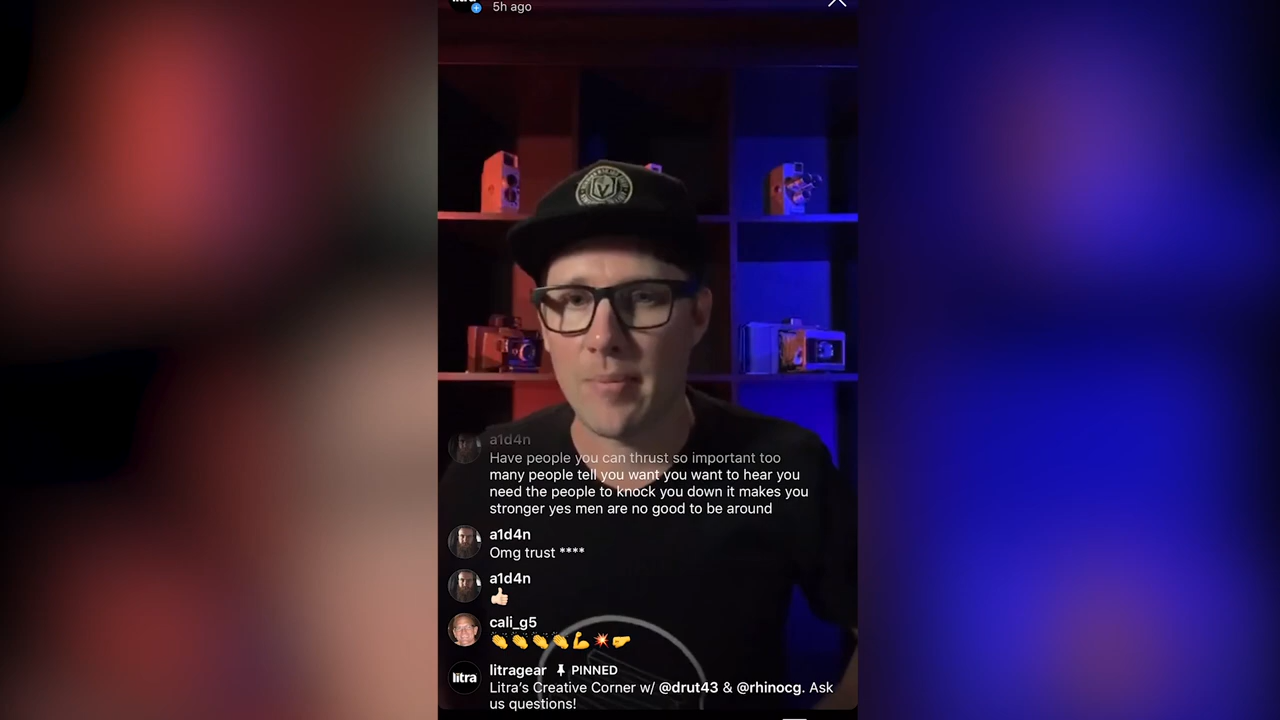 5h ago
a1d4n
Have people you can thrust so important too
many people tell you want you want to hear you
need the people to knock you down it makes you
stronger yes men are no good to be around
a1d4n
Omg trust ****
a1d4n
👍🏻
cali_g5
👏👏👏👏💪💥🤛
litra
litragear PINNED
Litra's Creative Corner w/ @drut43 & @rhinocg. Ask
us questions!